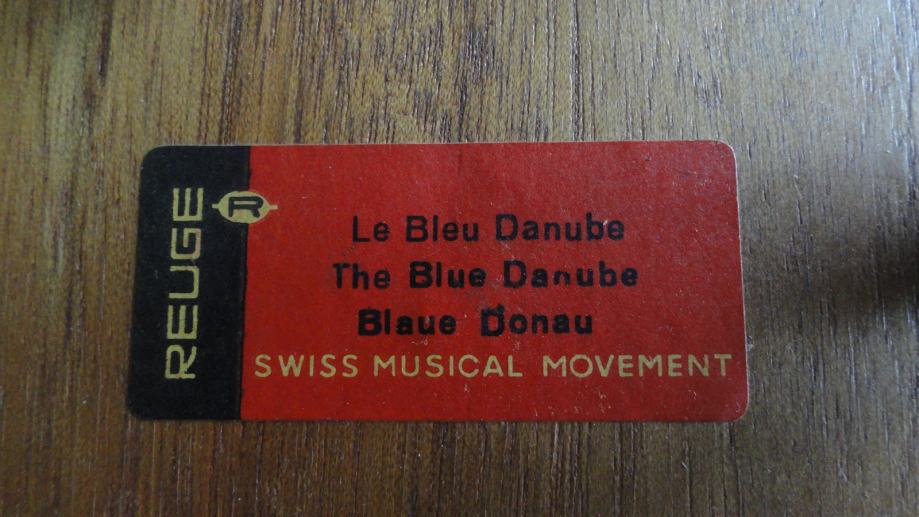 REUGE
R
Le Bleu Danube
The Blue Danube
Blaue Donau
SWISS MUSICAL MOVEMENT